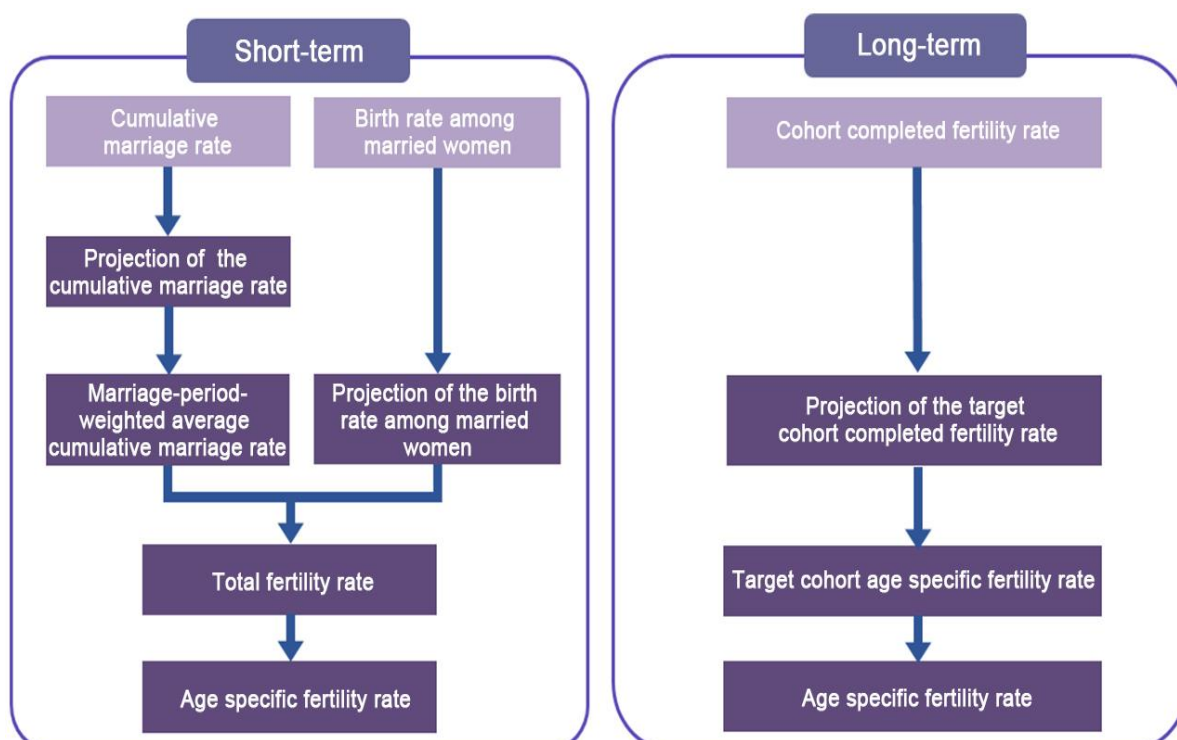 Short-term
Cumulative
marriage rate
Birth rate among
married women
Projection of the
cumulative marriage rate
Marriage-period-
weighted average
cumulative marriage rate
Projection of the birth
rate among married
women
Total fertility rate
Age specific fertility rate
Long-term
Cohort completed fertility rate
Projection of the target
cohort completed fertility rate
Target cohort age specific fertility rate
Age specific fertility rate